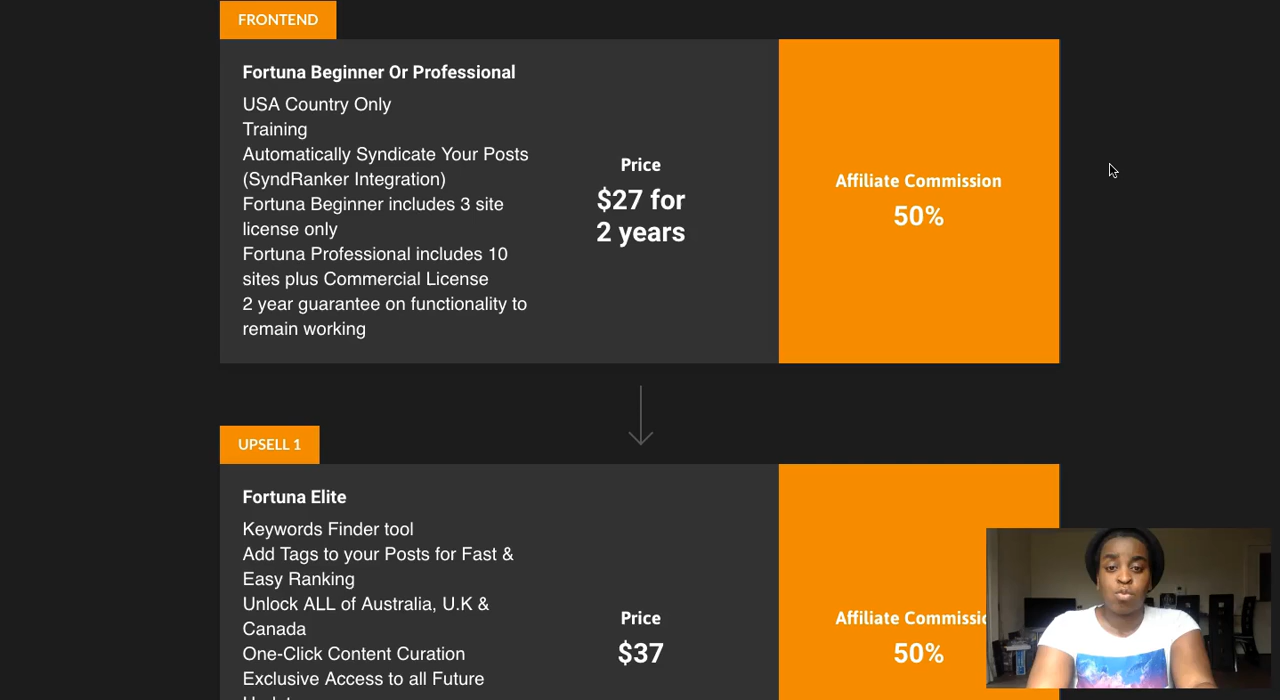 FRONTEND
Fortuna Beginner Or Professional
USA Country Only
Training
Automatically Syndicate Your Posts
(SyndRanker Integration)
Fortuna Beginner includes 3 site
license only
Fortuna Professional includes 10
sites plus Commercial License
2 year guarantee on functionality to
remain working
Price
$27 for
2 years
Affiliate Commission
50%
UPSELL 1
Fortuna Elite
Keywords Finder tool
Add Tags to your Posts for Fast &
Easy Ranking
Unlock ALL of Australia, U.K &
Canada
One-Click Content Curation
Exclusive Access to all Future
Price
$37
Affiliate
50%